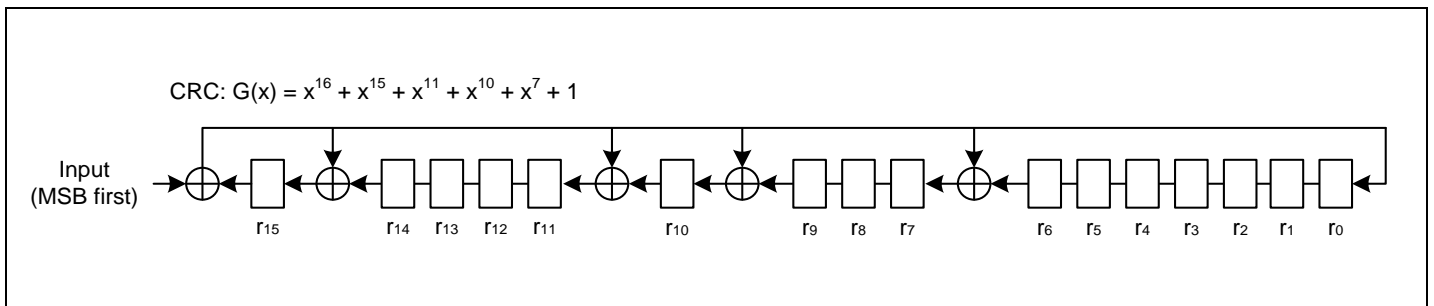 CRC: G(x) = x¹⁶ + x¹⁵ + x¹¹ + x¹⁰ + x⁷ + 1
Input
(MSB first)
r₁₅ r₁₄ r₁₃ r₁₂ r₁₁ r₁₀ r₉ r₈ r₇ r₆ r₅ r₄ r₃ r₂ r₁ r₀